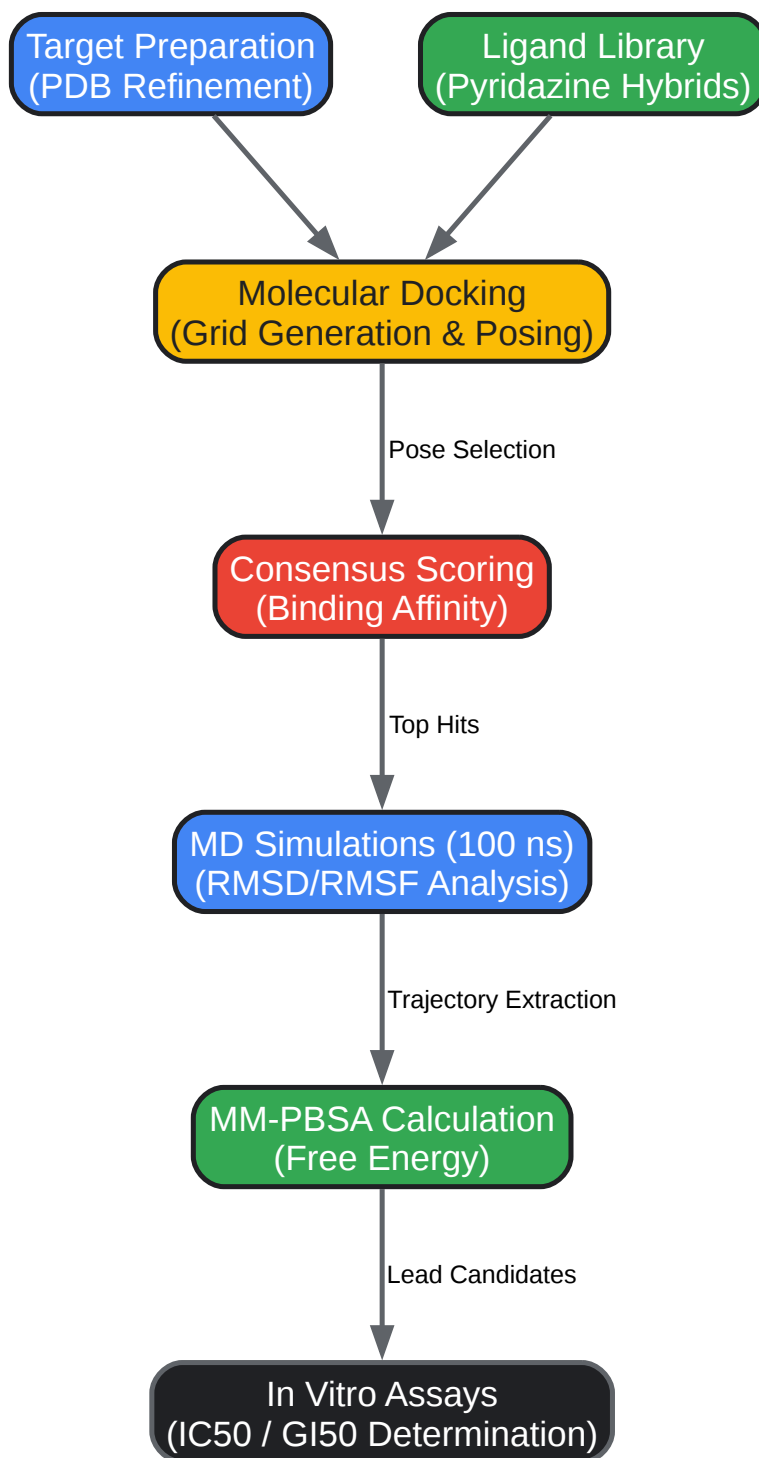 Target Preparation
(PDB Refinement)
Ligand Library
(Pyridazine Hybrids)
Molecular Docking
(Grid Generation & Posing)
Pose Selection
Consensus Scoring
(Binding Affinity)
Top Hits
MD Simulations (100 ns)
(RMSD/RMSF Analysis)
Trajectory Extraction
MM-PBSA Calculation
(Free Energy)
Lead Candidates
In Vitro Assays
(IC50 / GI50 Determination)